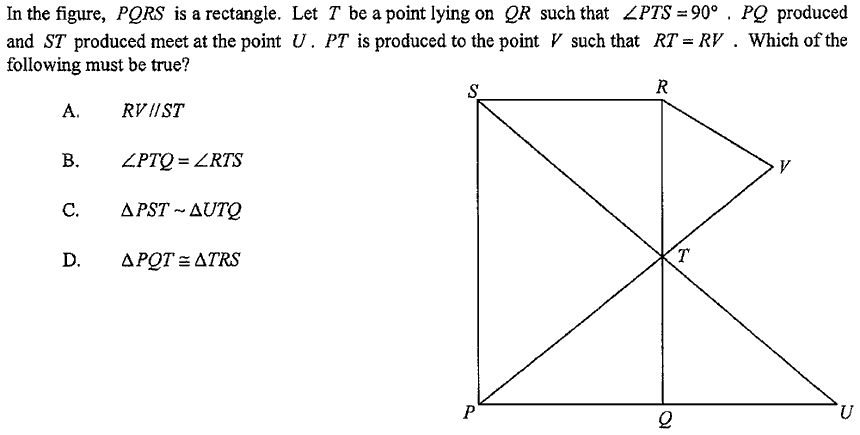 In the figure, PQRS is a rectangle. Let T be a point lying on QR such that ∠PTS = 90° . PQ produced
and ST produced meet at the point U . PT is produced to the point V such that RT = RV . Which of the
following must be true?
A. RV // ST
B. ∠PTQ = ∠RTS
C. ΔPST ~ ΔUTQ
D. ΔPQT ≅ ΔTRS
S
R
V
T
P
Q
U